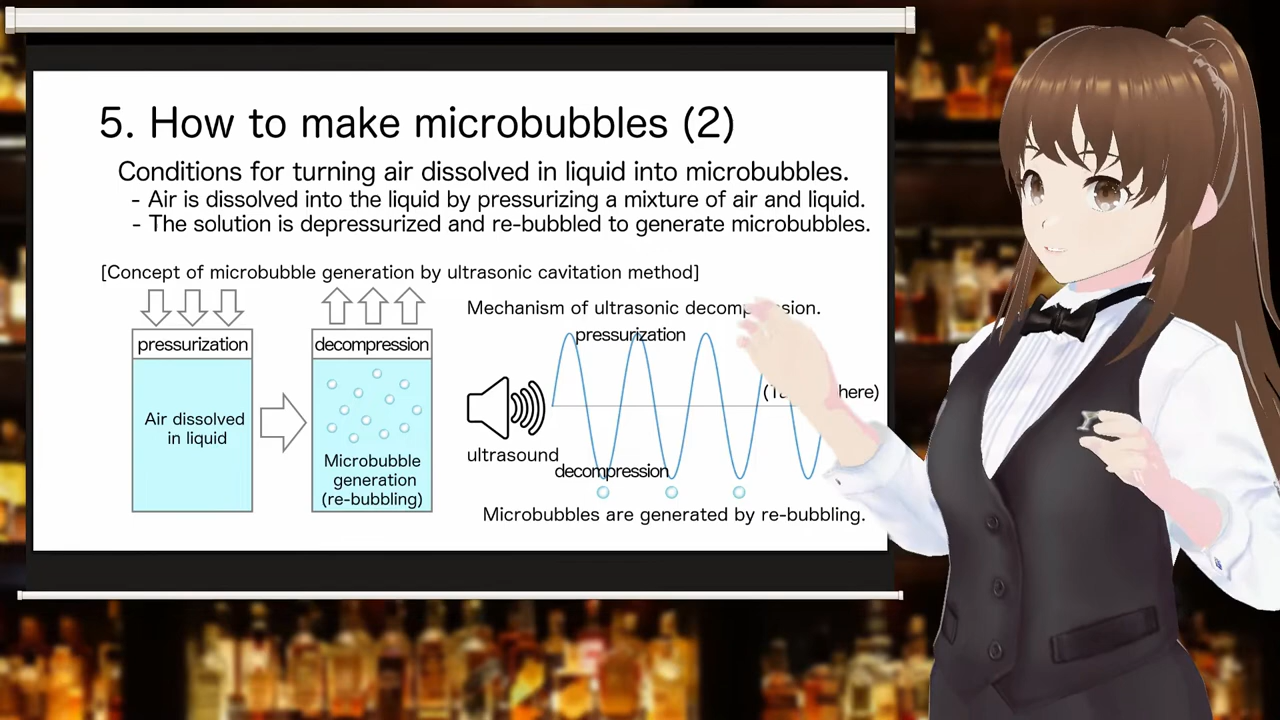 5. How to make microbubbles (2)
Conditions for turning air dissolved in liquid into microbubbles.
- Air is dissolved into the liquid by pressurizing a mixture of air and liquid.
- The solution is depressurized and re-bubbled to generate microbubbles.
[Concept of microbubble generation by ultrasonic cavitation method]
pressurization
Air dissolved
in liquid
decompression
Microbubble
generation
(re-bubbling)
Mechanism of ultrasonic
pressurization
here)
ultrasound
decompression
Microbubbles are generated by re-bubbling.